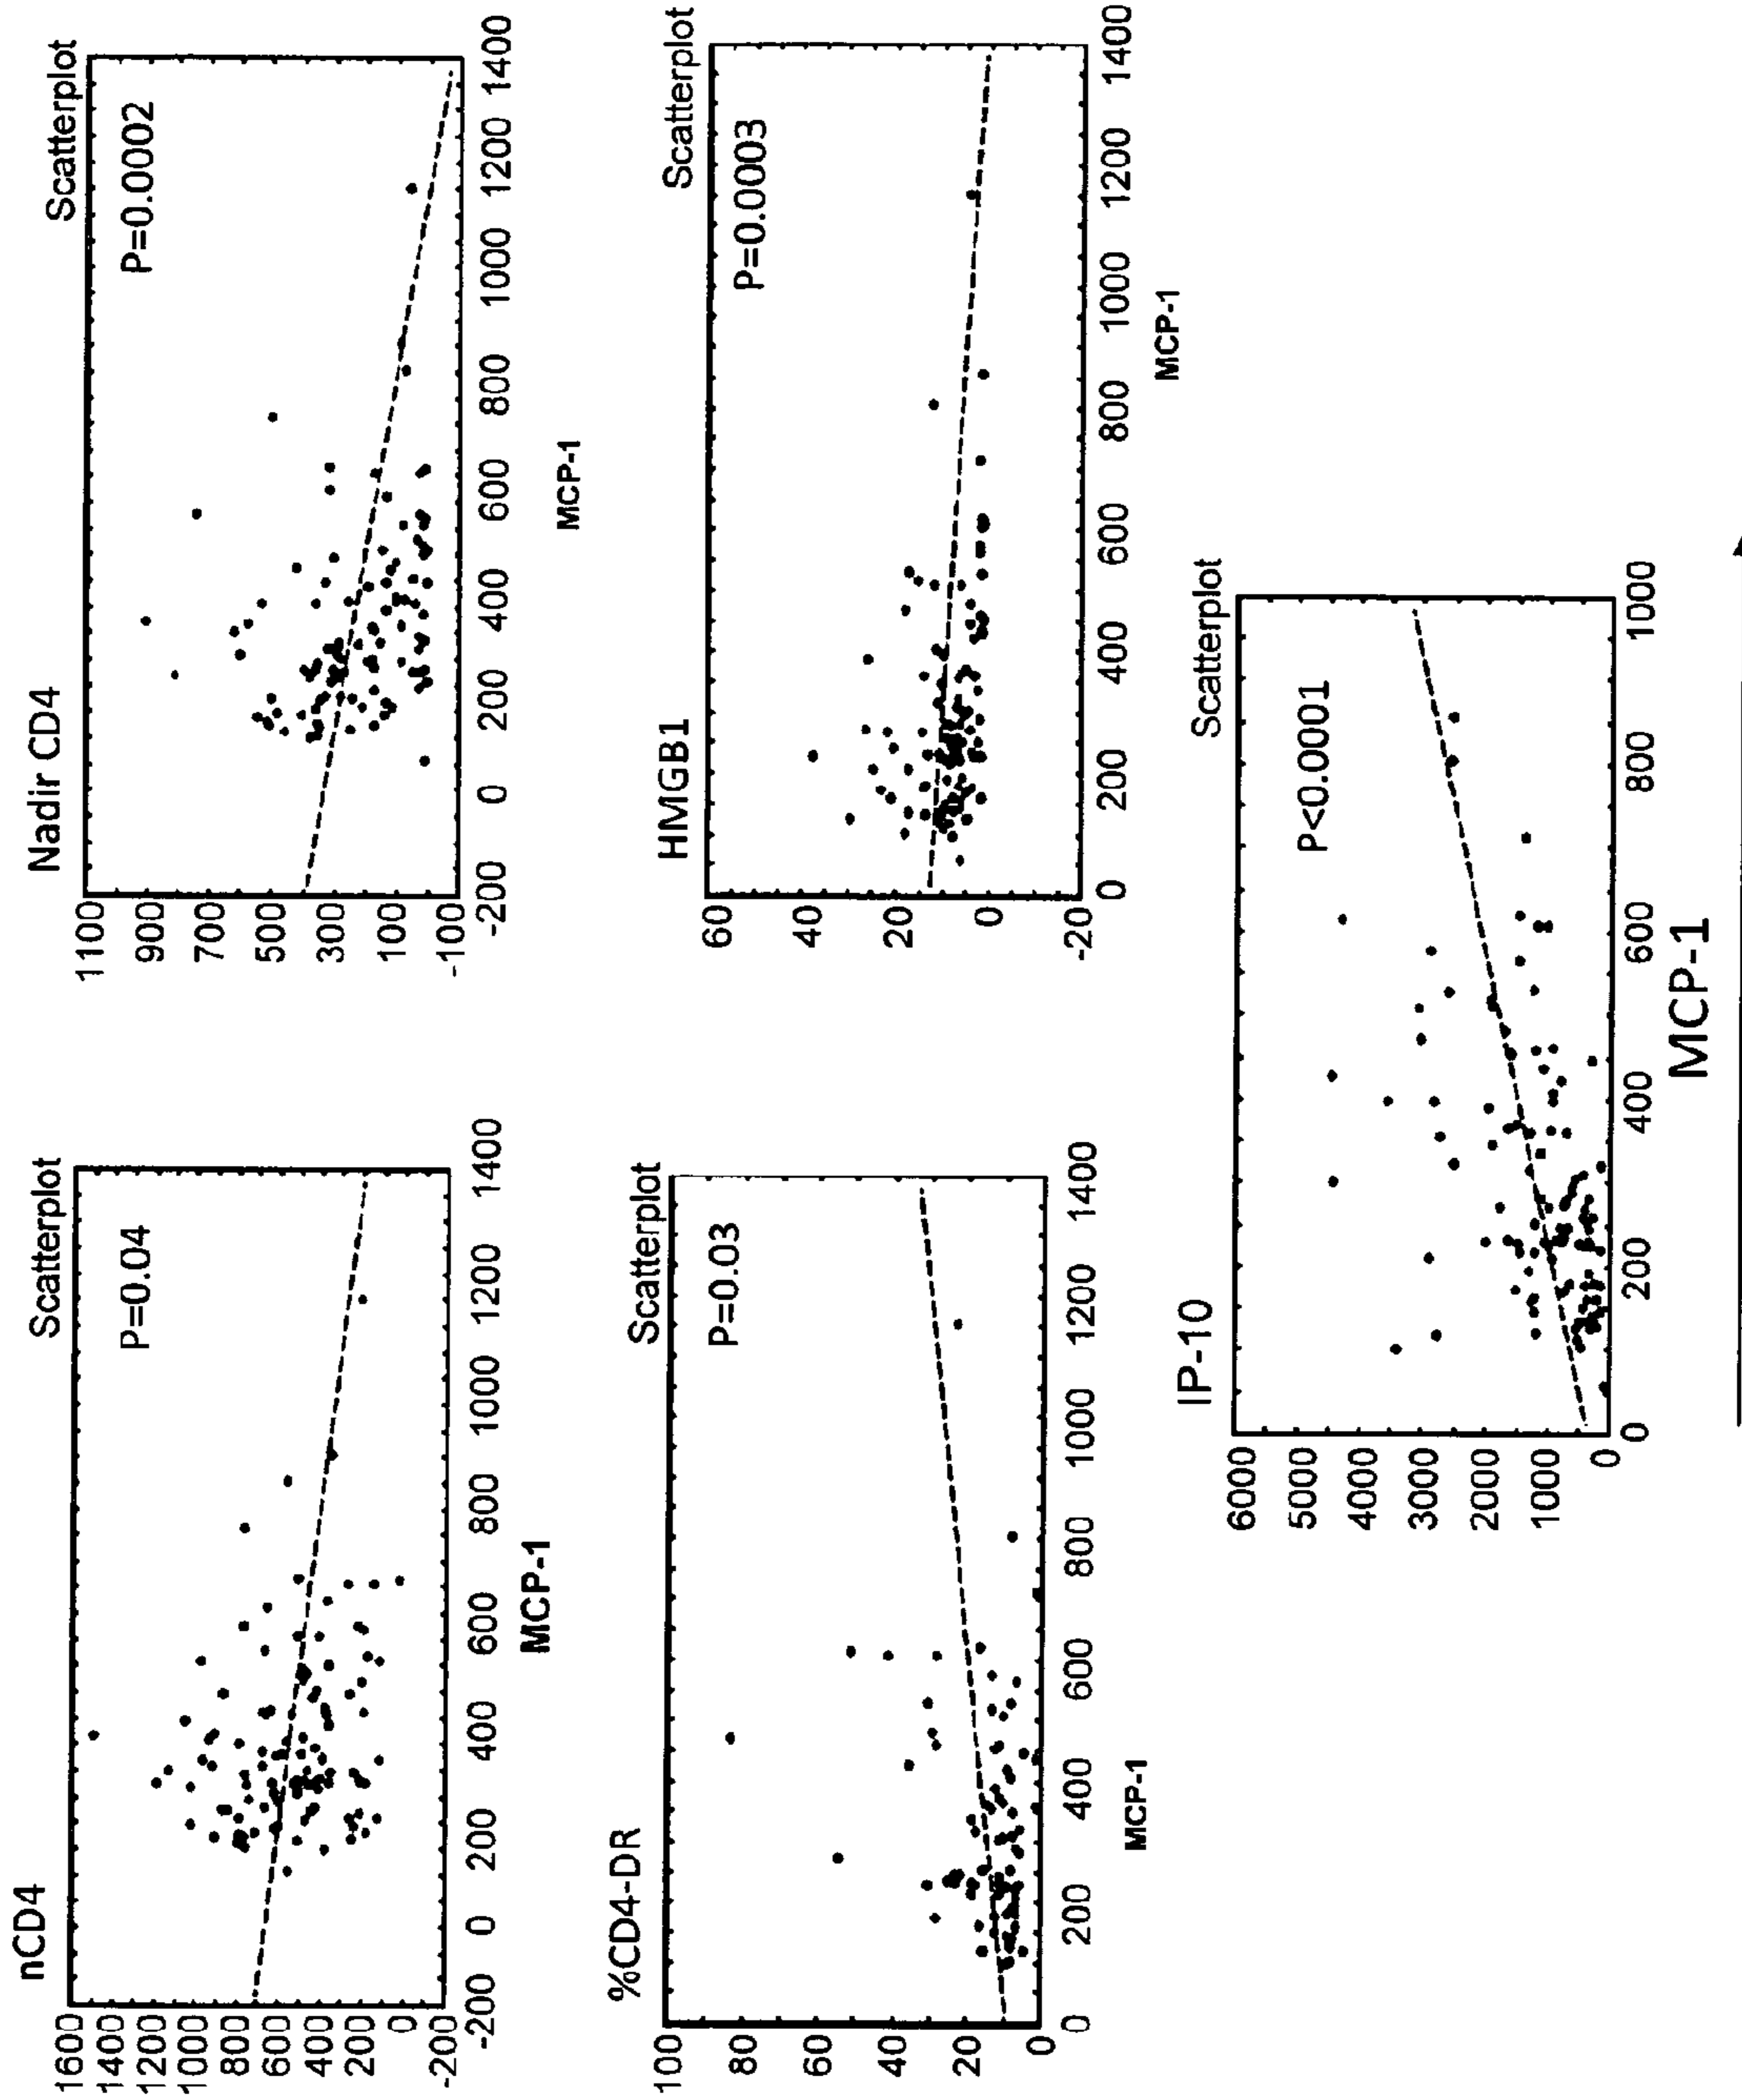 nCD4
Scatterplot
P=0.04
1600
1400
1200
1000
800
600
400
200
0
-200
-200 0 200 400 600 800 1000 1200 1400
MCP-1
Nadir CD4
Scatterplot
P=0.0002
1100
900
700
500
300
100
-100
-200 0 200 400 600 800 1000 1200 1400
MCP-1
%CD4-DR
Scatterplot
P=0.03
100
80
60
40
20
0
0 200 400 600 800 1000 1200 1400
MCP-1
HMGB1
Scatterplot
P=0.0003
60
20
0
-20
0 200 400 600 800 1000 1200 1400
MCP-1
IP-10
Scatterplot
P<0.0001
6000
5000
4000
3000
2000
1000
0
0 200 400 600 800 1000
MCP-1